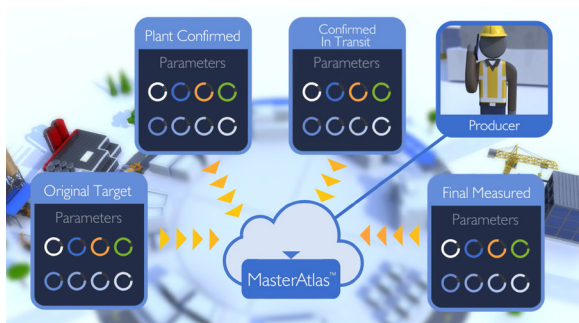 Plant Confirmed
Parameters
Confirmed
In Transit
Parameters
Producer
Original Target
Parameters
Final Measured
Parameters
MasterAtlas™